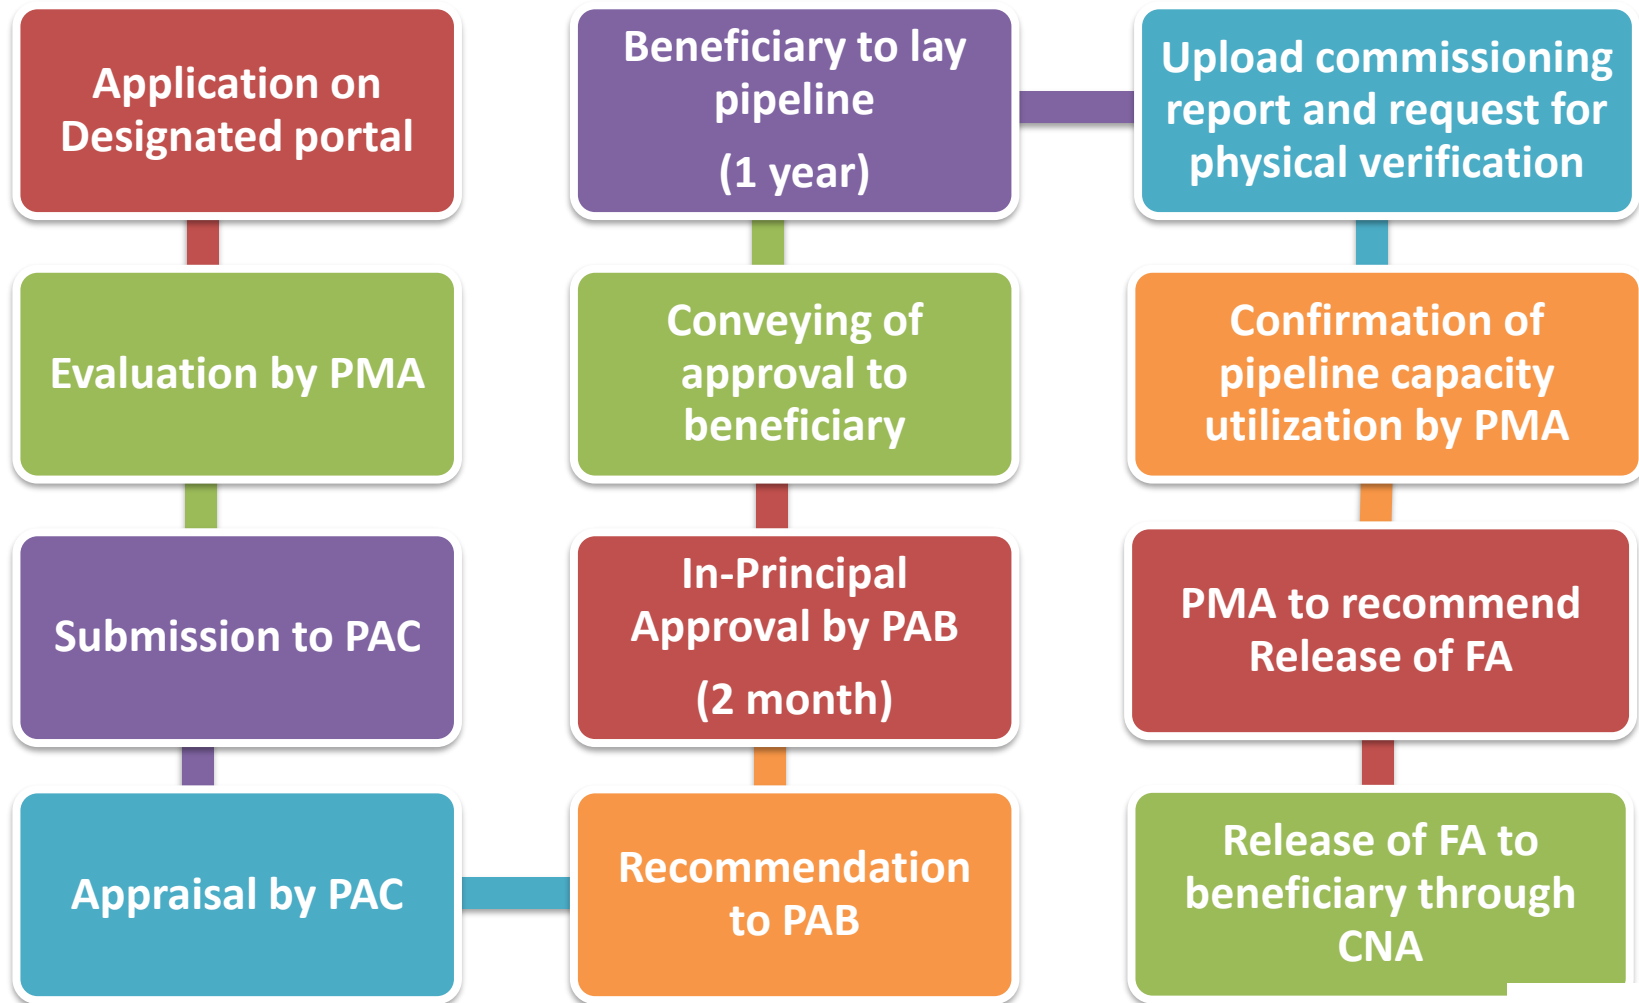 Application on
Designated portal
Evaluation by PMA
Submission to PAC
Appraisal by PAC
Recommendation
to PAB
In-Principal
Approval by PAB
(2 month)
Conveying of
approval to
beneficiary
Beneficiary to lay
pipeline
(1 year)
Upload commissioning
report and request for
physical verification
Confirmation of
pipeline capacity
utilization by PMA
PMA to recommend
Release of FA
Release of FA to
beneficiary through
CNA